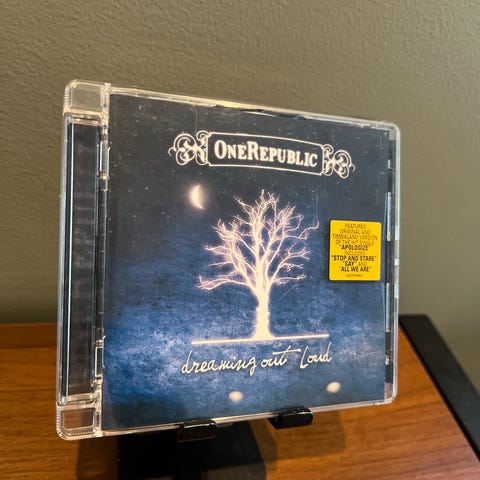 OneRepublic
FEATURES
ORIGINAL AND
TIMBALAND VERSION
OF THE HIT SINGLE
"APOLOGIZE"
"STOP AND STARE"
"SAY" AND
"ALL WE ARE"
dreaming out loud